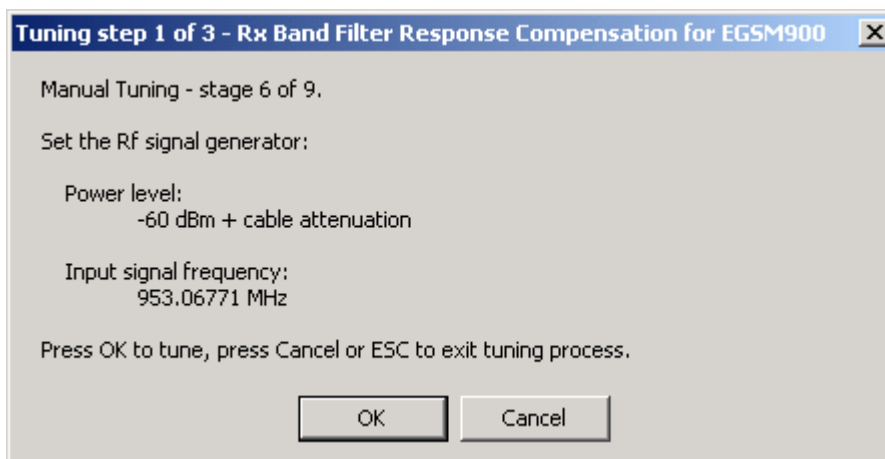 Tuning step 1 of 3 - Rx Band Filter Response Compensation for EGSM900
Manual Tuning - stage 6 of 9.
Set the Rf signal generator:
Power level:
-60 dBm + cable attenuation
Input signal frequency:
953.06771 MHz
Press OK to tune, press Cancel or ESC to exit tuning process.
OK
Cancel